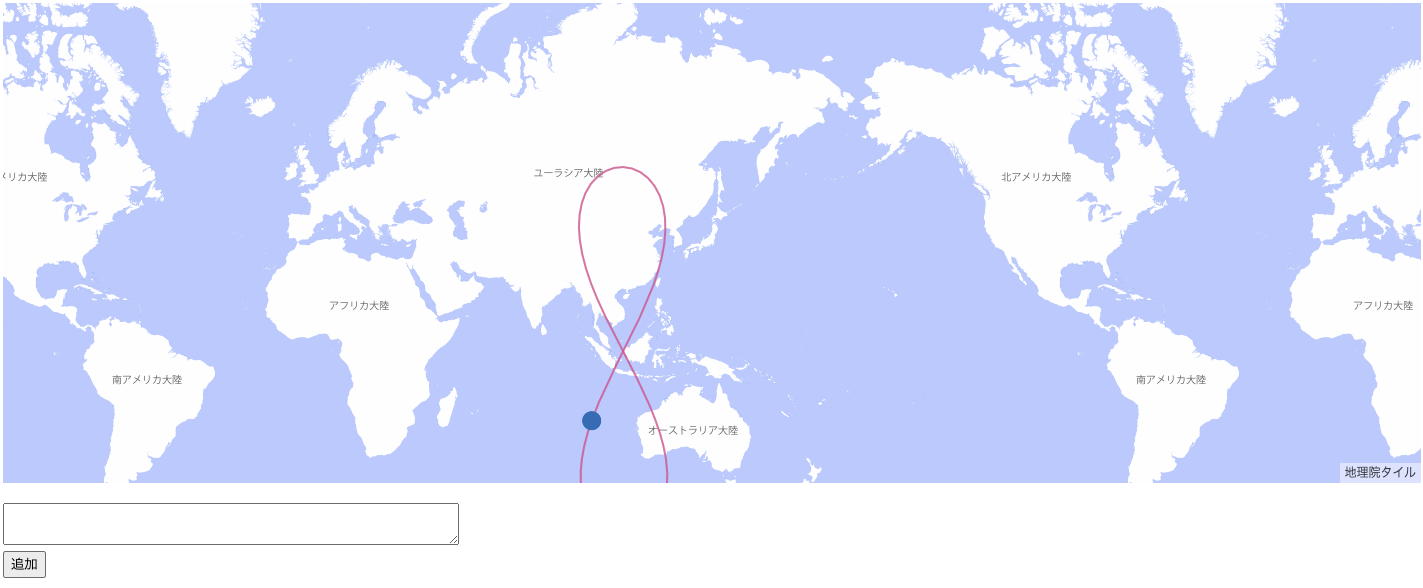 ユーラシア大陸
メリカ大陸
北アメリカ大陸
アフリカ大陸
アフリカ大陸
南アメリカ大陸
南アメリカ大陸
オーストラリア大陸
地理院タイル
追加